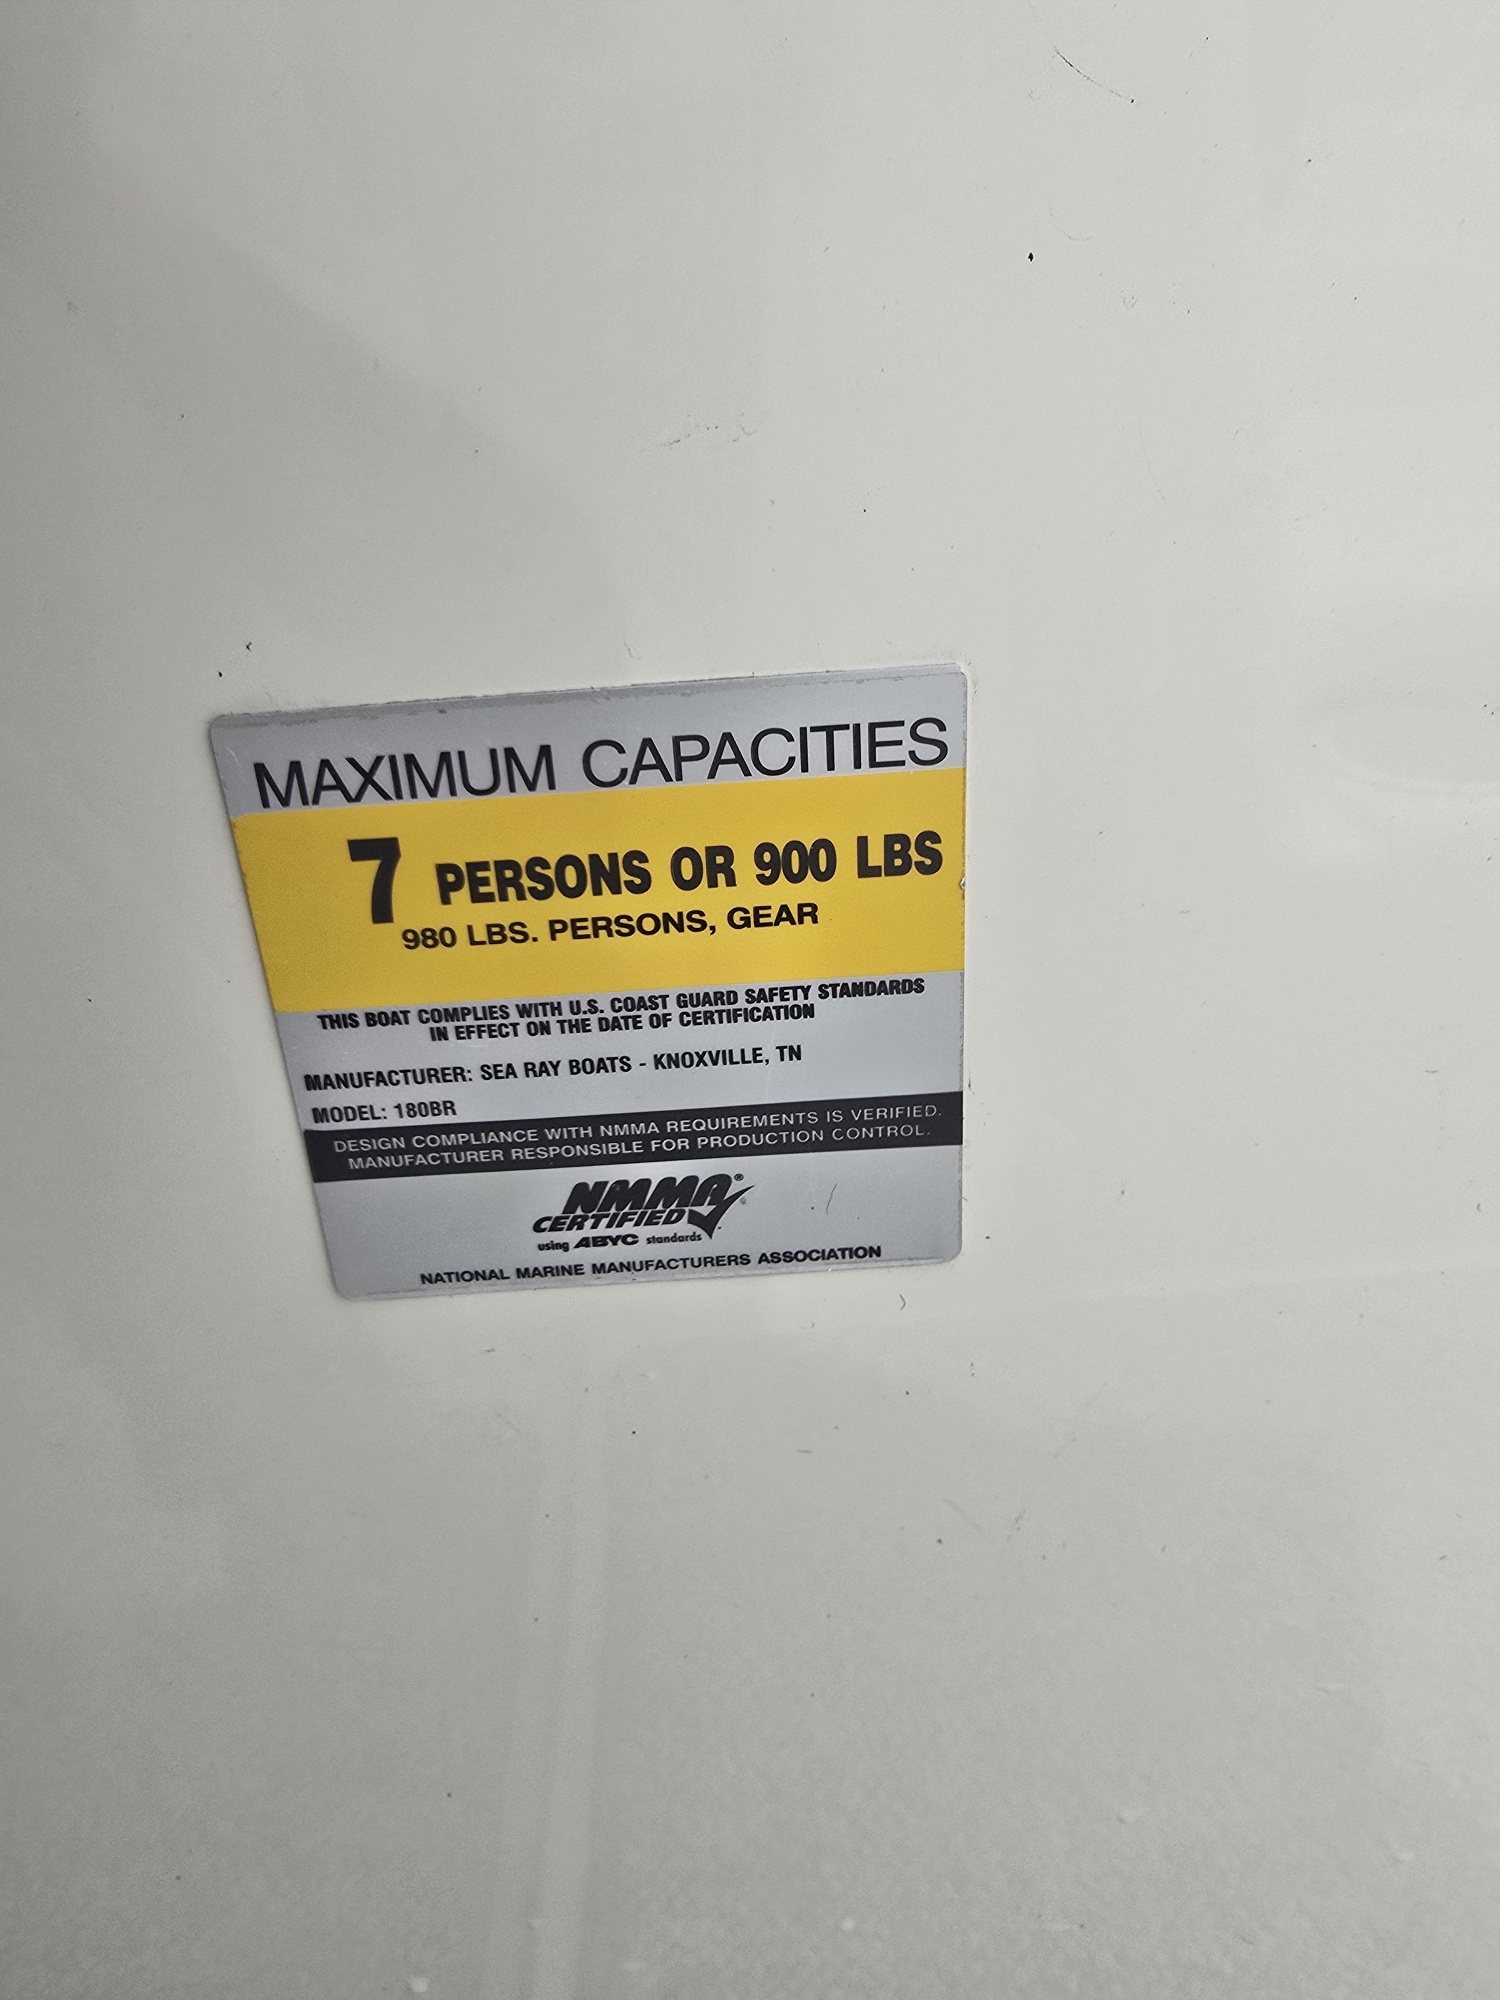 MAXIMUM CAPACITIES
7 PERSONS OR 900 LBS
980 LBS. PERSONS, GEAR
THIS BOAT COMPLIES WITH U.S. COAST GUARD SAFETY STANDARDS
IN EFFECT ON THE DATE OF CERTIFICATION
MANUFACTURER: SEA RAY BOATS - KNOXVILLE, TN
MODEL: 180BR
DESIGN COMPLIANCE WITH NMMA REQUIREMENTS IS VERIFIED.
MANUFACTURER RESPONSIBLE FOR PRODUCTION CONTROL.
NMMA®
CERTIFIED
using ABYC standards
NATIONAL MARINE MANUFACTURERS ASSOCIATION